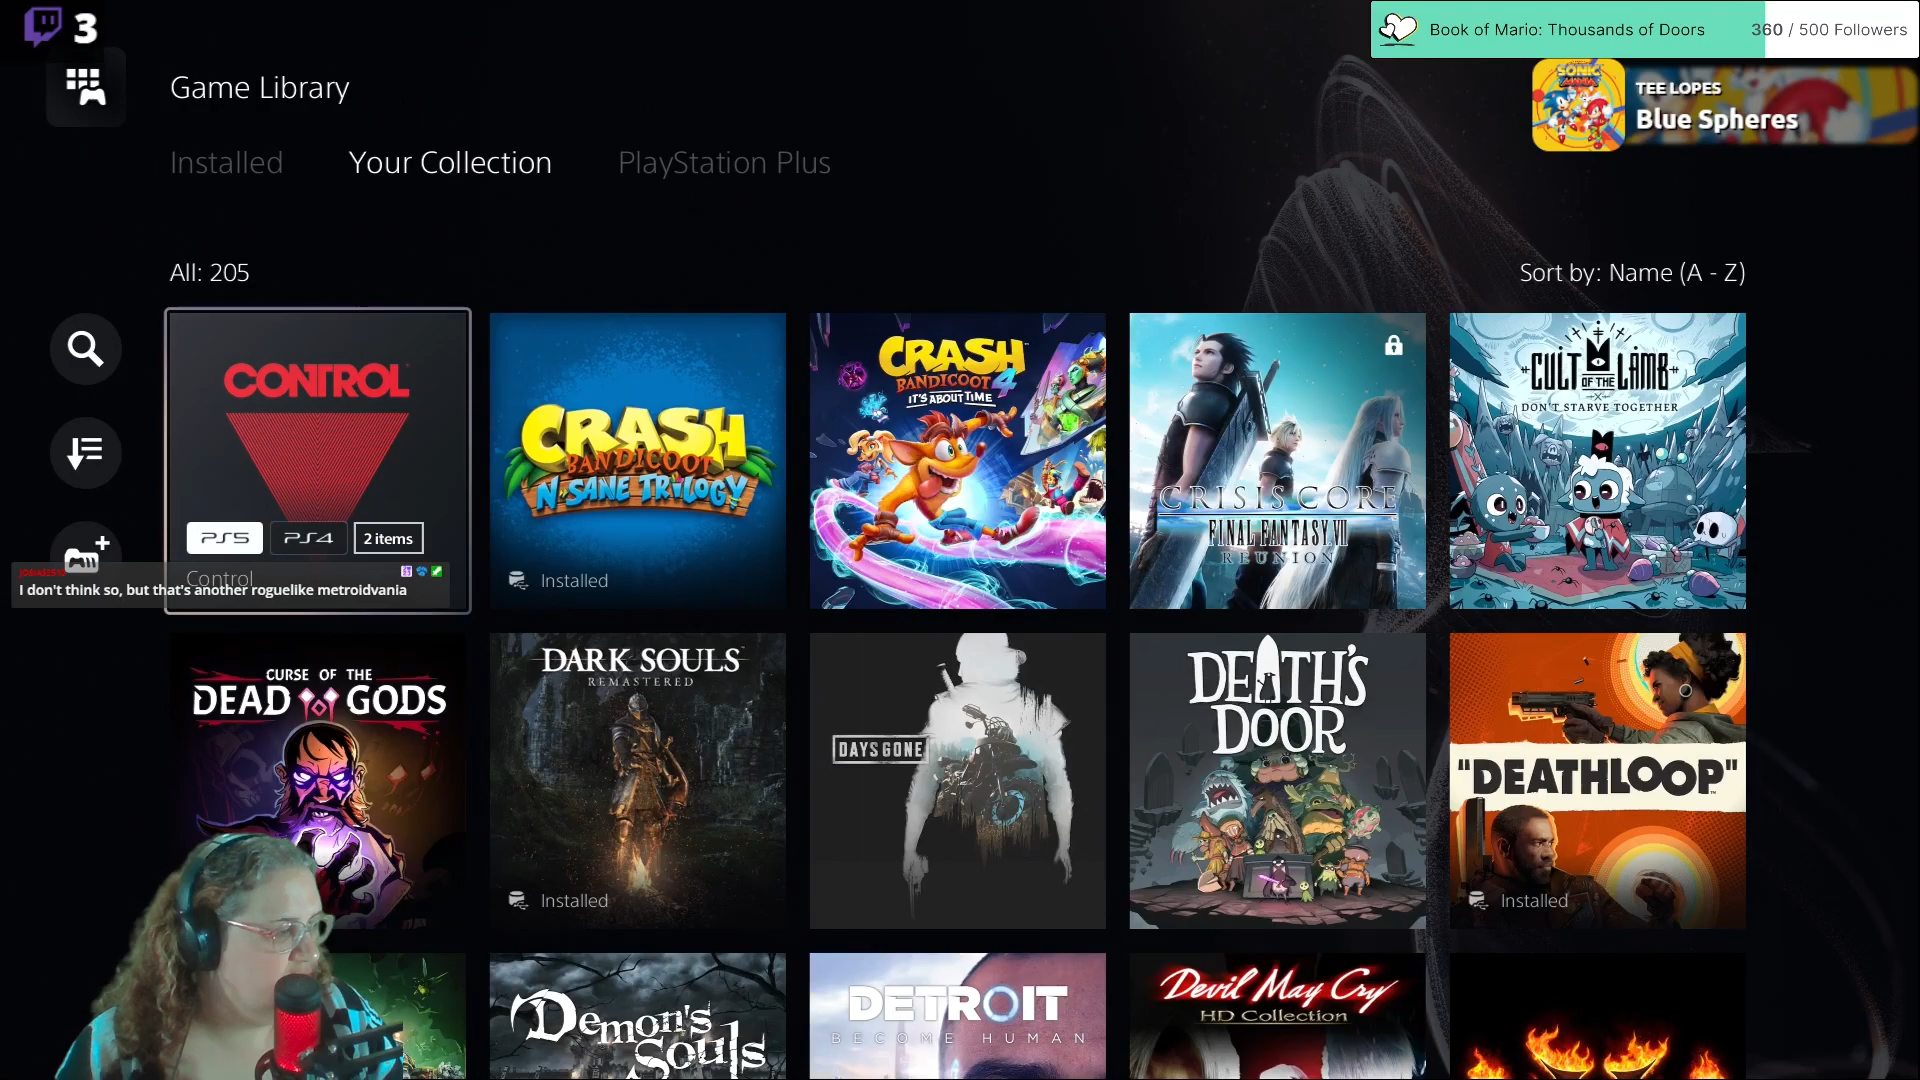 3
Book of Mario: Thousands of Doors 360 / 500 Followers
Game Library
SONIC
MANIA
TEE LOPES
Blue Spheres
Installed Your Collection PlayStation Plus
All: 205
Sort by: Name (A - Z)
CONTROL
PS5 PS4 2 items
Control
I don't think so, but that's another roguelike metroidvania
CRASH
BANDICOOT
N. SANE TRILOGY
Installed
CRASH
BANDICOOT 4
IT'S ABOUT TIME
CRISIS CORE
FINAL FANTASY VII
REUNION
CULT OF THE LAMB
DON'T STARVE TOGETHER
CURSE OF THE
DEAD GODS
DARK SOULS
REMASTERED
Installed
DAYS GONE
DEATH'S
DOOR
"DEATHLOOP"
Installed
Demon's
Souls
DETROIT
BECOME HUMAN
Devil May Cry
HD Collection